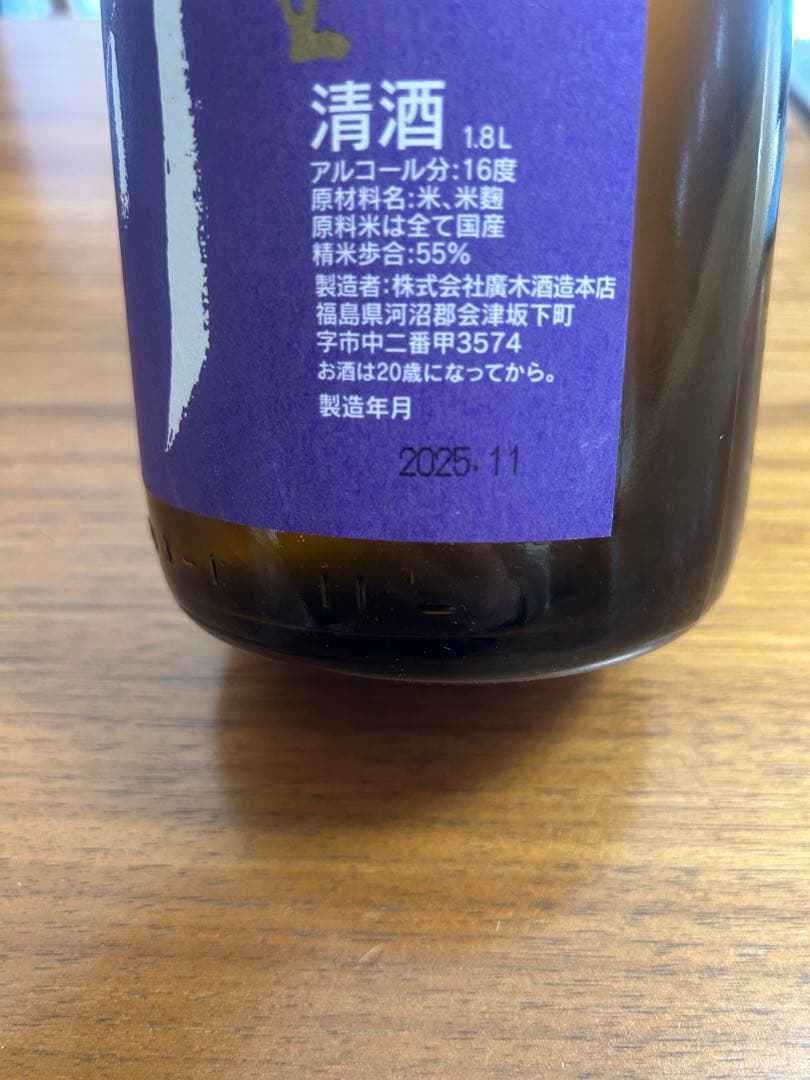 清酒 1.8L
アルコール分:16度
原材料名:米、米麹
原料米は全て国産
精米歩合:55%
製造者:株式会社廣木酒造本店
福島県河沼郡会津坂下町
字市中二番甲3574
お酒は20歳になってから。
製造年月
2025.11